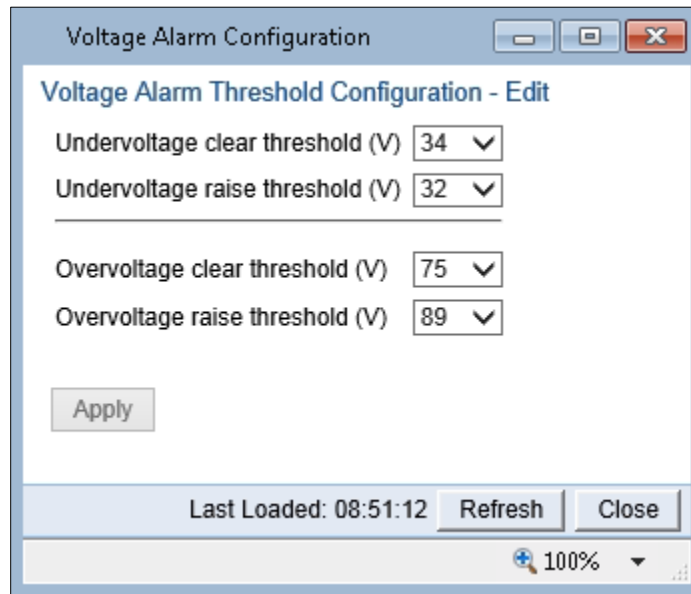 Voltage Alarm Configuration
Voltage Alarm Threshold Configuration - Edit
Undervoltage clear threshold (V) 34
Undervoltage raise threshold (V) 32
Overvoltage clear threshold (V) 75
Overvoltage raise threshold (V) 89
Apply
Last Loaded: 08:51:12 Refresh Close
100%